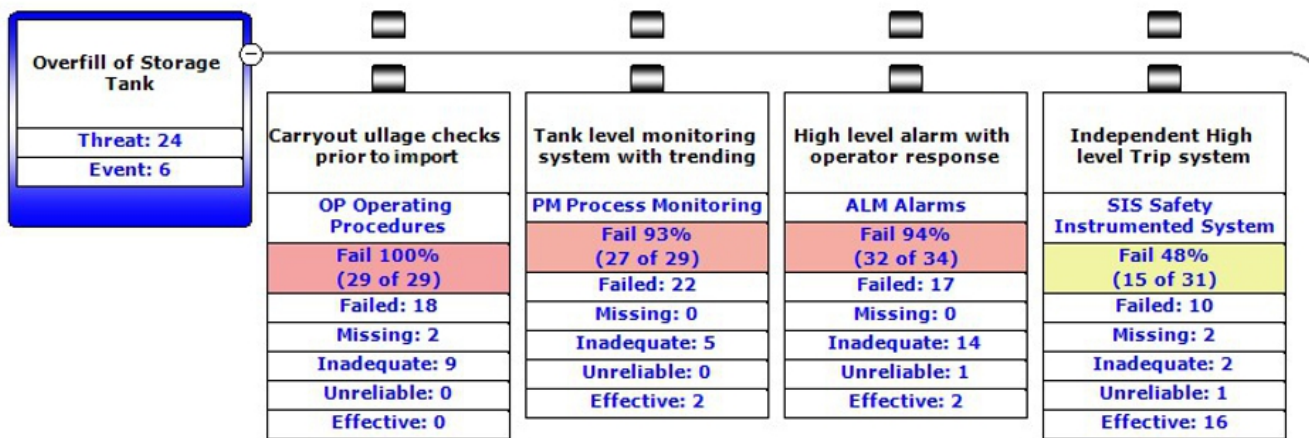 Overfill of Storage
Tank
Threat: 24
Event: 6
Carryout ullage checks
prior to import
OP Operating
Procedures
Fail 100%
(29 of 29)
Failed: 18
Missing: 2
Inadequate: 9
Unreliable: 0
Effective: 0
Tank level monitoring
system with trending
PM Process Monitoring
Fail 93%
(27 of 29)
Failed: 22
Missing: 0
Inadequate: 5
Unreliable: 0
Effective: 2
High level alarm with
operator response
ALM Alarms
Fail 94%
(32 of 34)
Failed: 17
Missing: 0
Inadequate: 14
Unreliable: 1
Effective: 2
Independent High
level Trip system
SIS Safety
Instrumented System
Fail 48%
(15 of 31)
Failed: 10
Missing: 2
Inadequate: 2
Unreliable: 1
Effective: 16